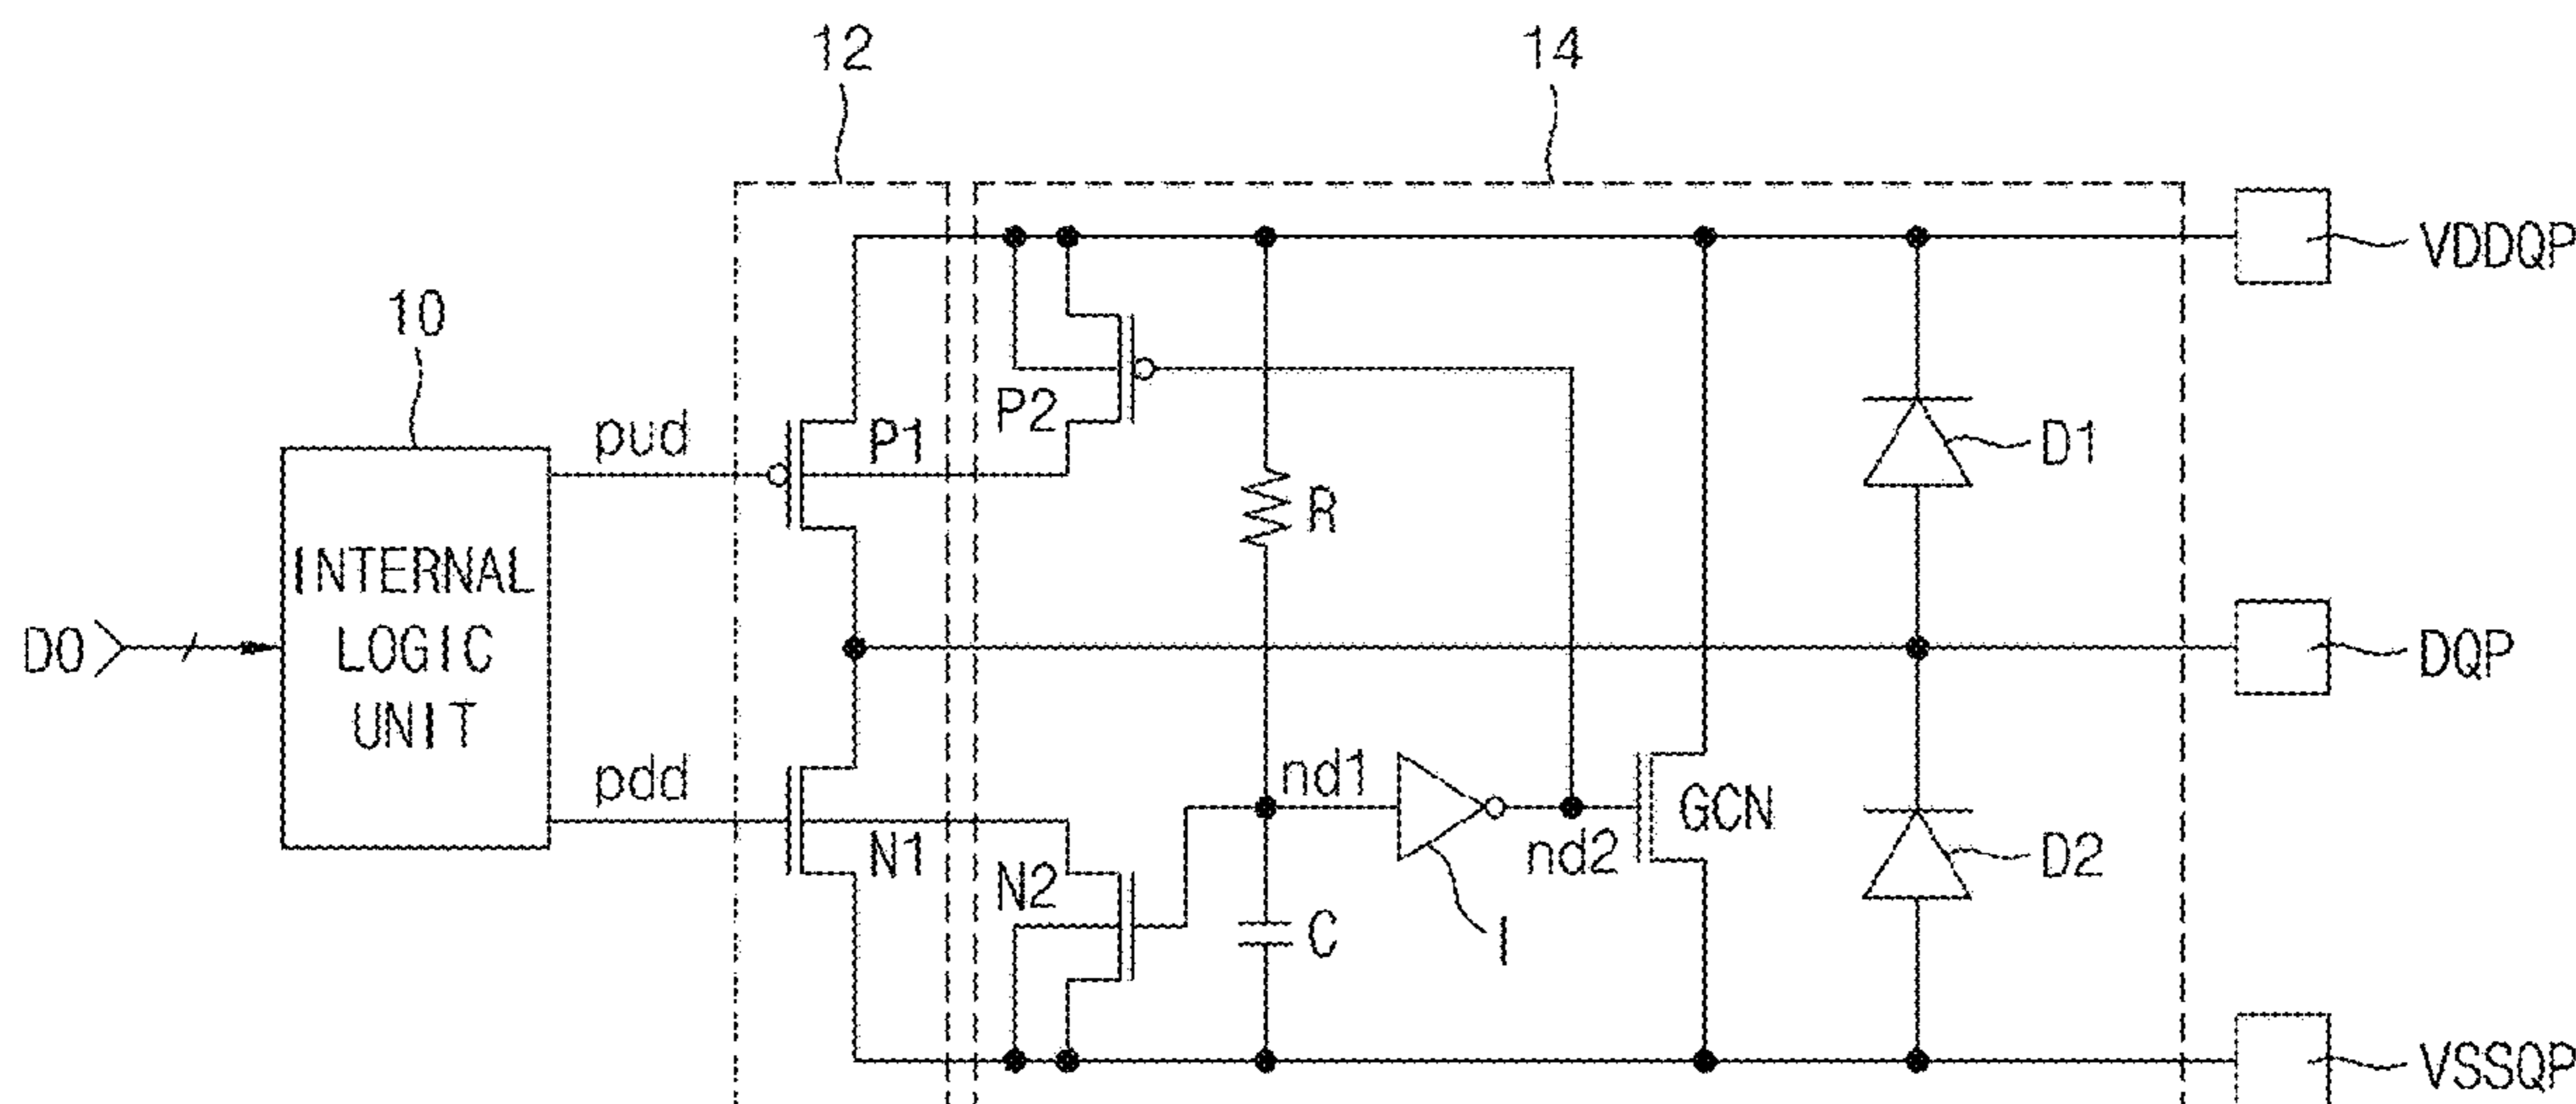 12
14
VDDQP
10
P2
pud
P1
D1
R
INTERNAL
LOGIC
UNIT
DO
DQP
pdd
nd1
GCN
N1
N2
nd2
D2
C
I
VSSQP